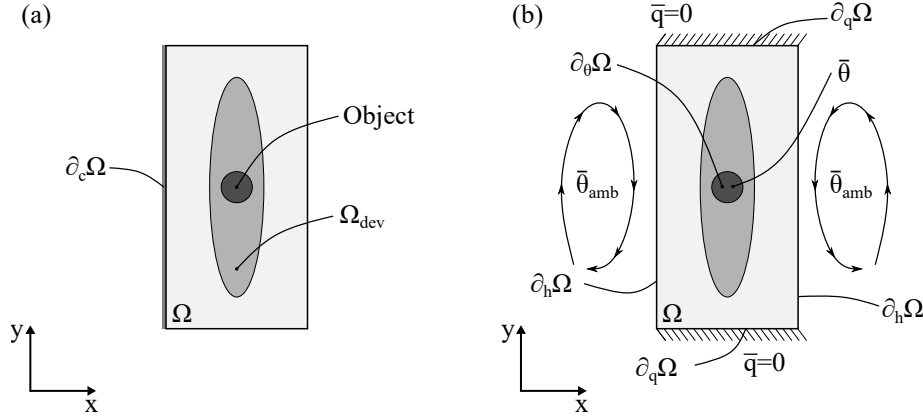 (a)
Object
∂cΩ
Ωdev
Ω
y
x
(b)
q̄=0
∂qΩ
∂θΩ
θ̄
θ̄amb
θ̄amb
∂hΩ
∂hΩ
Ω
∂qΩ
q̄=0
y
x